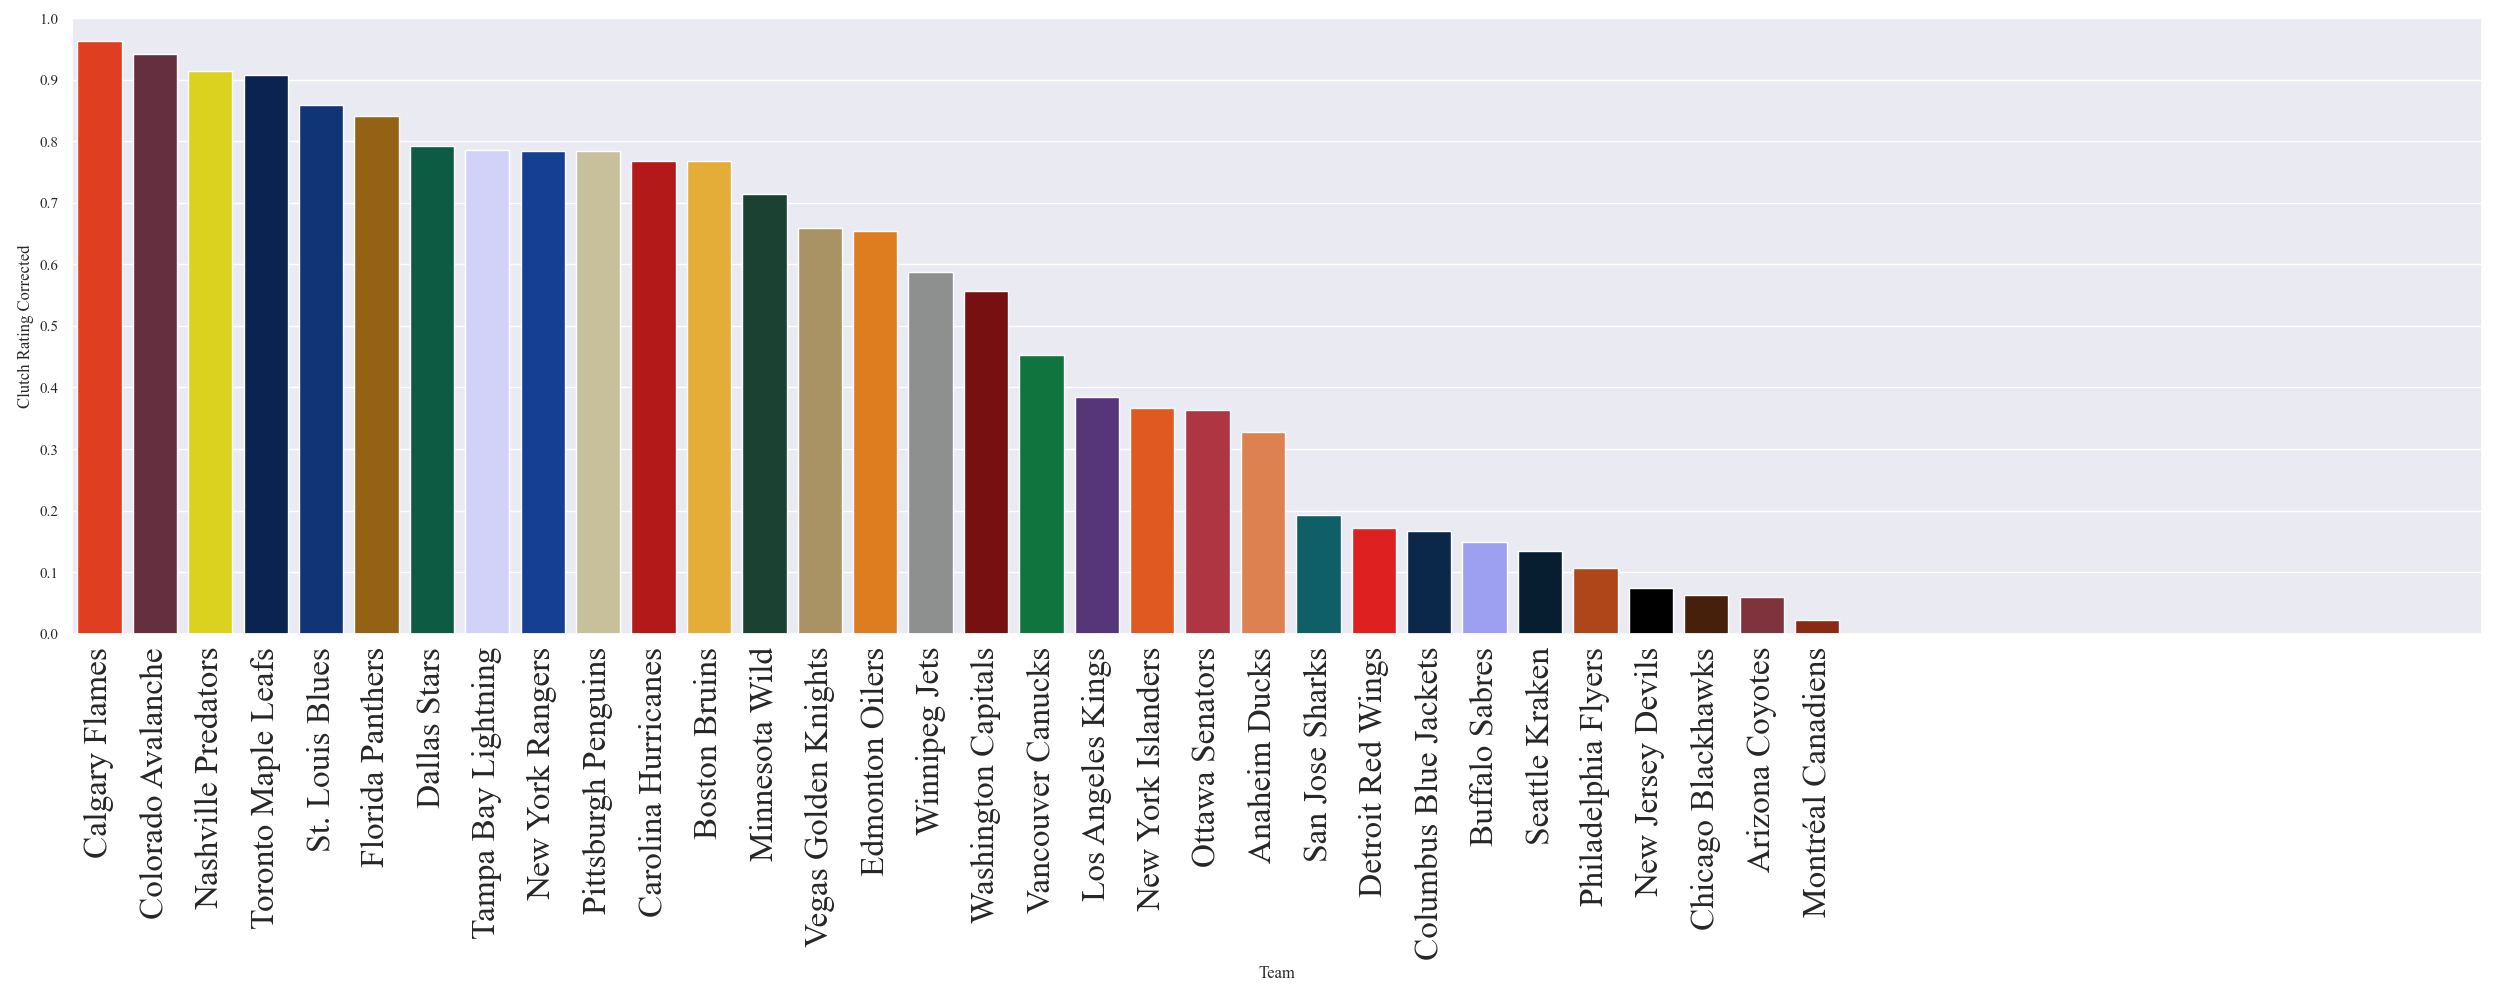 1.0
0.9
0.8
0.7
0.6
0.5
0.4
0.3
0.2
0.1
0.0
Clutch Rating Corrected
Calgary Flames
Colorado Avalanche
Nashville Predators
Toronto Maple Leafs
St. Louis Blues
Florida Panthers
Dallas Stars
Tampa Bay Lightning
New York Rangers
Pittsburgh Penguins
Carolina Hurricanes
Boston Bruins
Minnesota Wild
Vegas Golden Knights
Edmonton Oilers
Winnipeg Jets
Washington Capitals
Vancouver Canucks
Los Angeles Kings
New York Islanders
Ottawa Senators
Anaheim Ducks
San Jose Sharks
Detroit Red Wings
Columbus Blue Jackets
Buffalo Sabres
Seattle Kraken
Philadelphia Flyers
New Jersey Devils
Chicago Blackhawks
Arizona Coyotes
Montréal Canadiens
Team